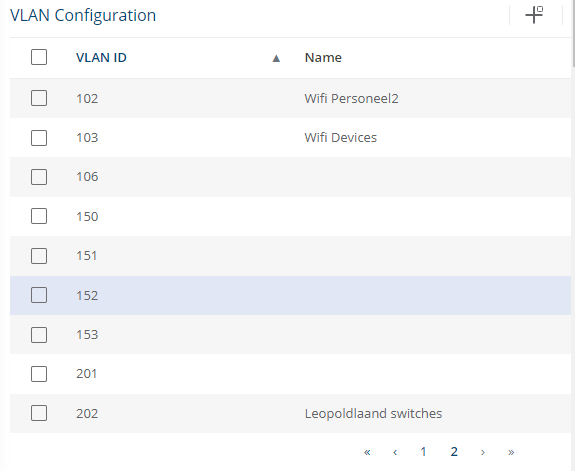 VLAN Configuration
VLAN ID ▲ Name
102 Wifi Personeel2
103 Wifi Devices
106
150
151
152
153
201
202 Leopoldlaand switches
« ‹ 1 2 › »